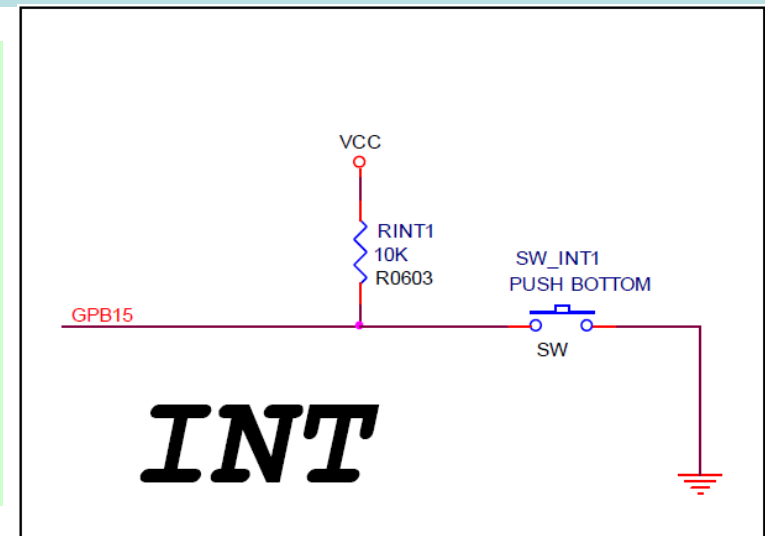 VCC
RINT1
10K
R0603
SW_INT1
PUSH BOTTOM
GPB15
SW
INT